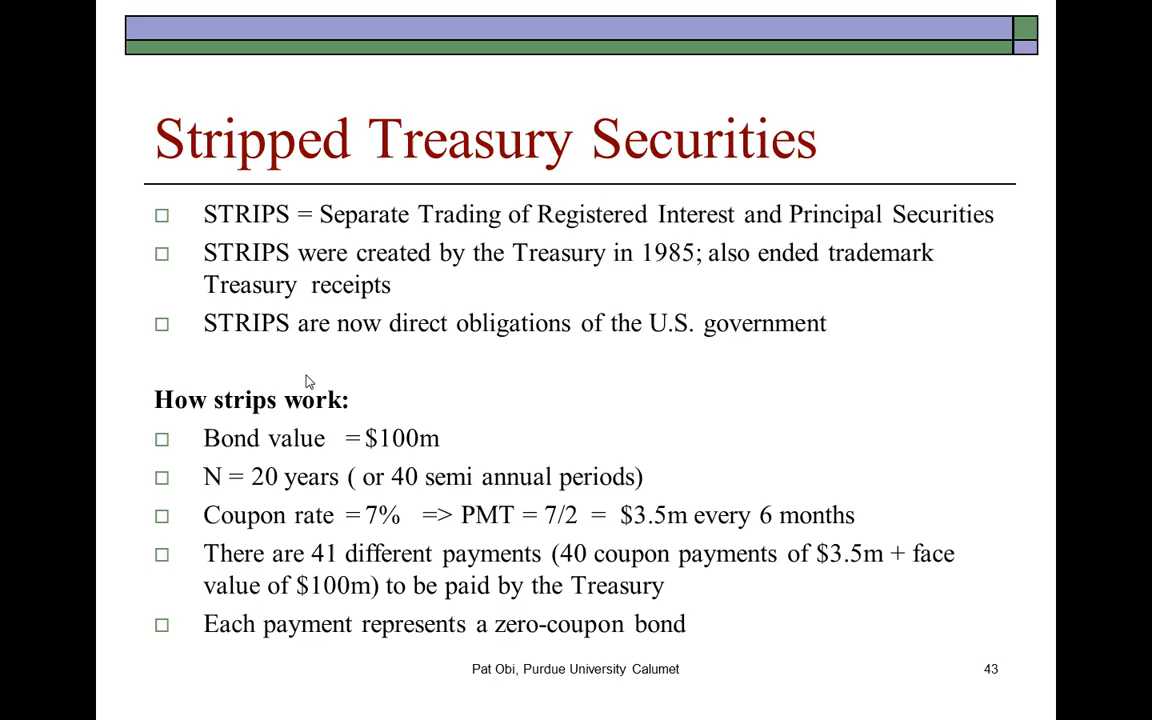 Stripped Treasury Securities
STRIPS = Separate Trading of Registered Interest and Principal Securities
STRIPS were created by the Treasury in 1985; also ended trademark
Treasury receipts
STRIPS are now direct obligations of the U.S. government
How strips work:
Bond value = $100m
N = 20 years ( or 40 semi annual periods)
Coupon rate = 7% => PMT = 7/2 = $3.5m every 6 months
There are 41 different payments (40 coupon payments of $3.5m + face
value of $100m) to be paid by the Treasury
Each payment represents a zero-coupon bond
Pat Obi, Purdue University Calumet 43